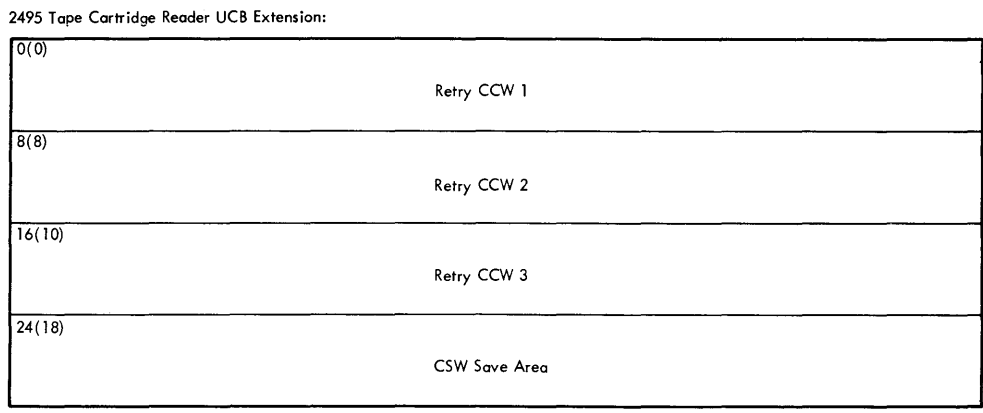 2495 Tape Cartridge Reader UCB Extension:
0(0)
Retry CCW 1
8(8)
Retry CCW 2
16(10)
Retry CCW 3
24(18)
CSW Save Area